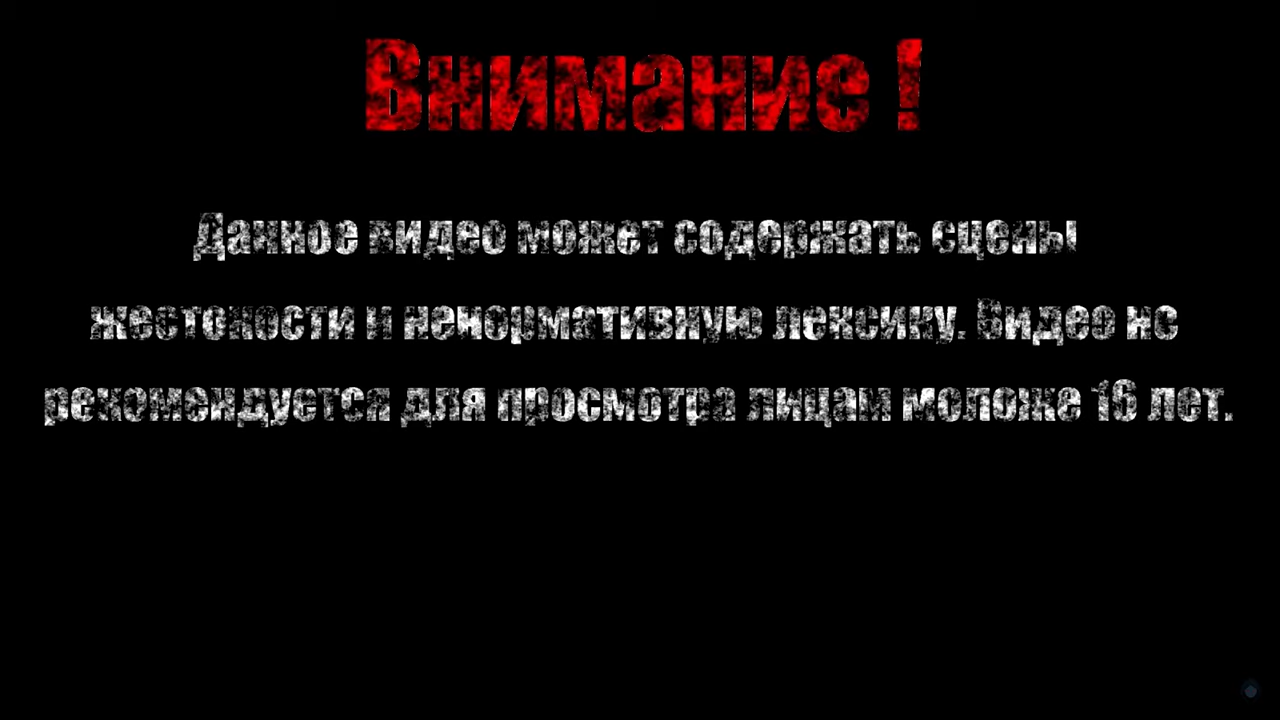 Внимание !
Данное видео может содержать сцены
жестокости и ненормативную лексику. Видео не
рекомендуется для просмотра лицам моложе 16 лет.